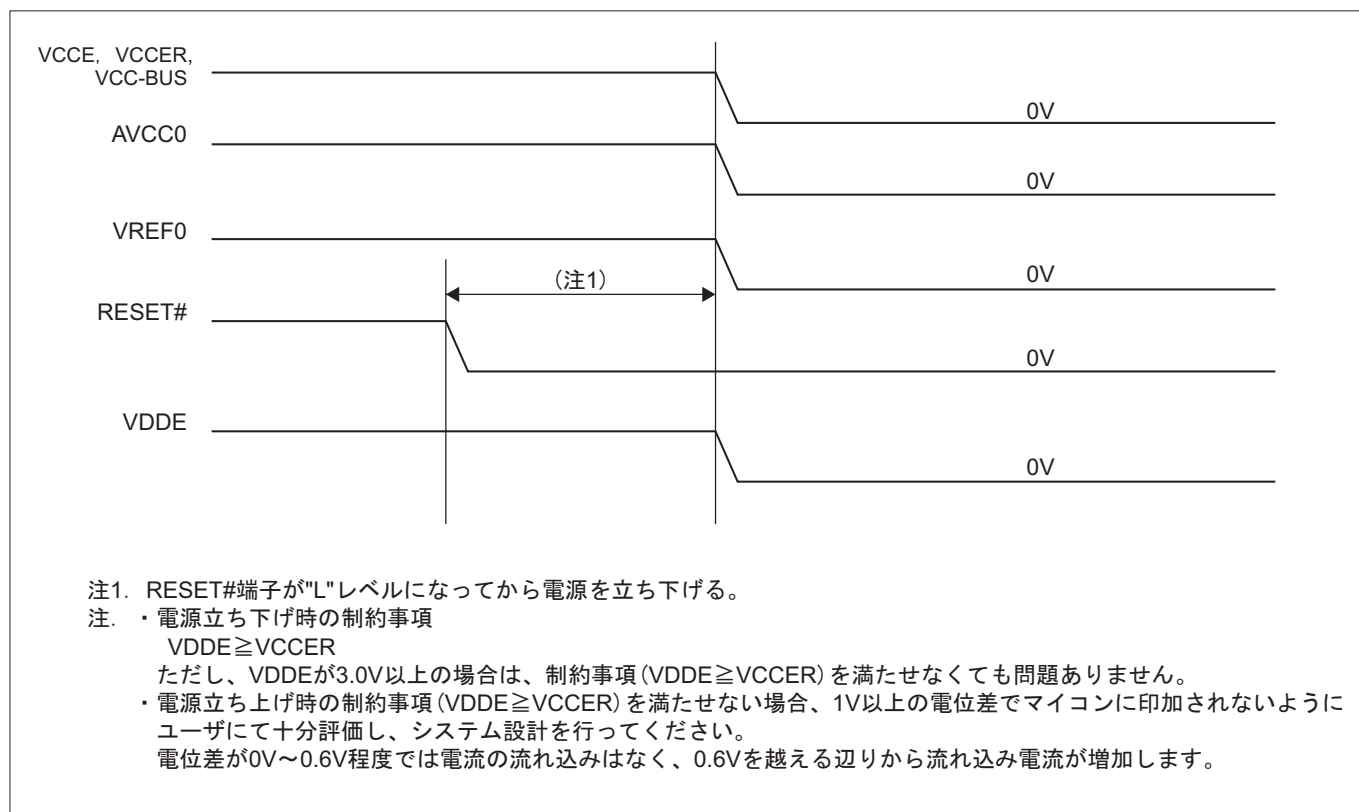 VCCE, VCCER,
VCC-BUS
0V
AVCC0
0V
VREF0
0V
(注1)
RESET#
0V
VDDE
0V
注1. RESET#端子が"L"レベルになってから電源を立ち下げる。
注. ・電源立ち下げ時の制約事項
VDDE≧VCCER
ただし、VDDEが3.0V以上の場合は、制約事項(VDDE≧VCCER)を満たせなくても問題ありません。
・電源立ち上げ時の制約事項(VDDE≧VCCER)を満たせない場合、1V以上の電位差でマイコンに印加されないように
ユーザにて十分評価し、システム設計を行ってください。
電位差が0V～0.6V程度では電流の流れ込みはなく、0.6Vを越える辺りから流れ込み電流が増加します。